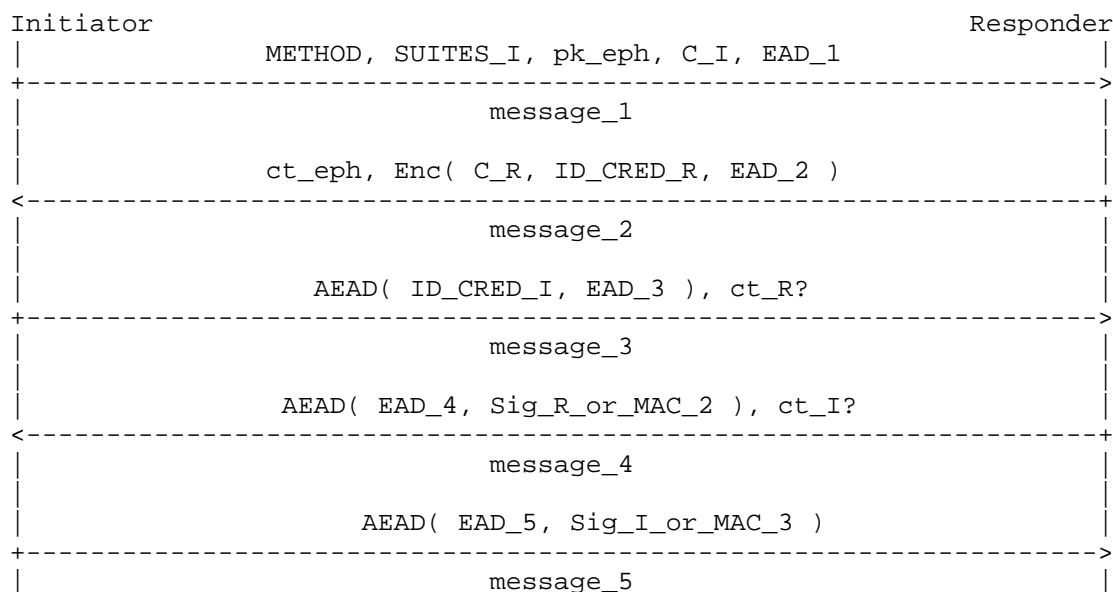 Initiator Responder
METHOD, SUITES_I, pk_eph, C_I, EAD_1
message_1
ct_eph, Enc( C_R, ID_CRED_R, EAD_2 )
message_2
AEAD( ID_CRED_I, EAD_3 ), ct_R?
message_3
AEAD( EAD_4, Sig_R_or_MAC_2 ), ct_I?
message_4
AEAD( EAD_5, Sig_I_or_MAC_3 )
message_5